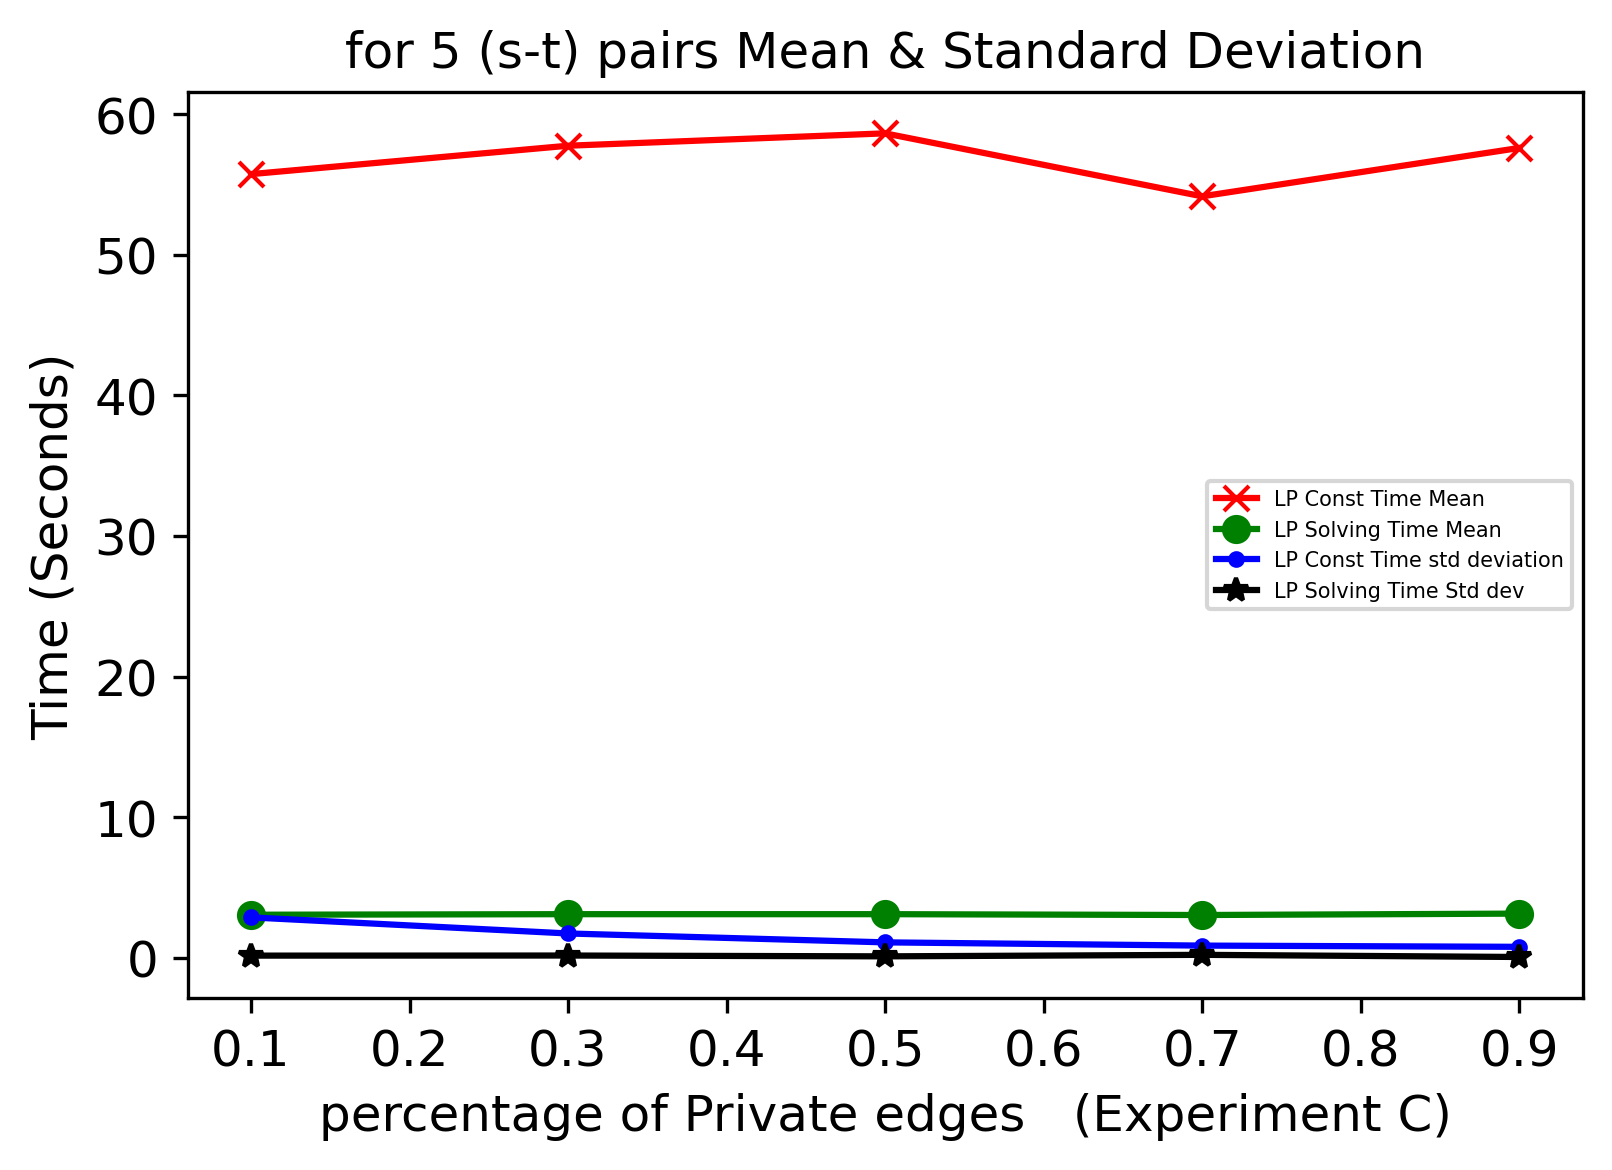 for 5 (s-t) pairs Mean & Standard Deviation
60
50
40
30
20
10
0
Time (Seconds)
LP Const Time Mean
LP Solving Time Mean
LP Const Time std deviation
LP Solving Time Std dev
0.1 0.2 0.3 0.4 0.5 0.6 0.7 0.8 0.9
percentage of Private edges (Experiment C)